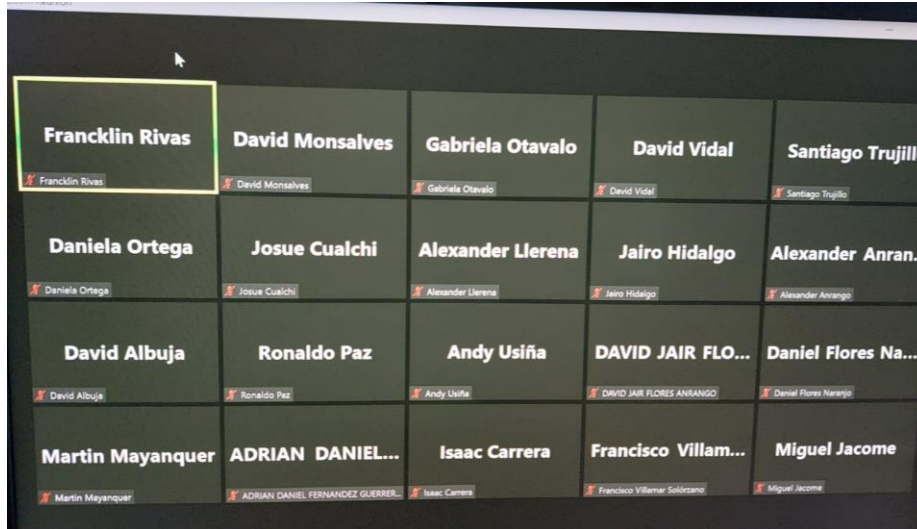 Francklin Rivas
Francklin Rivas
David Monsalves
David Monsalves
Gabriela Otavalo
Gabriela Otavalo
David Vidal
David Vidal
Santiago Trujill
Santiago Trujillo
Daniela Ortega
Daniela Ortega
Josue Cualchi
Josue Cualchi
Alexander Llerena
Alexander Llerena
Jairo Hidalgo
Jairo Hidalgo
Alexander Anran.
Alexander Anrango
David Albuja
David Albuja
Ronaldo Paz
Ronaldo Paz
Andy Usiña
Andy Usiña
DAVID JAIR FLO...
DAVID JAIR FLORES ANRANGO
Daniel Flores Na...
Daniel Flores Naranjo
Martin Mayanquer
Martin Mayanquer
ADRIAN DANIEL...
ADRIAN DANIEL FERNANDEZ GUERRER...
Isaac Carrera
Isaac Carrera
Francisco Villam...
Francisco Villamar Solórzano
Miguel Jacome
Miguel Jacome